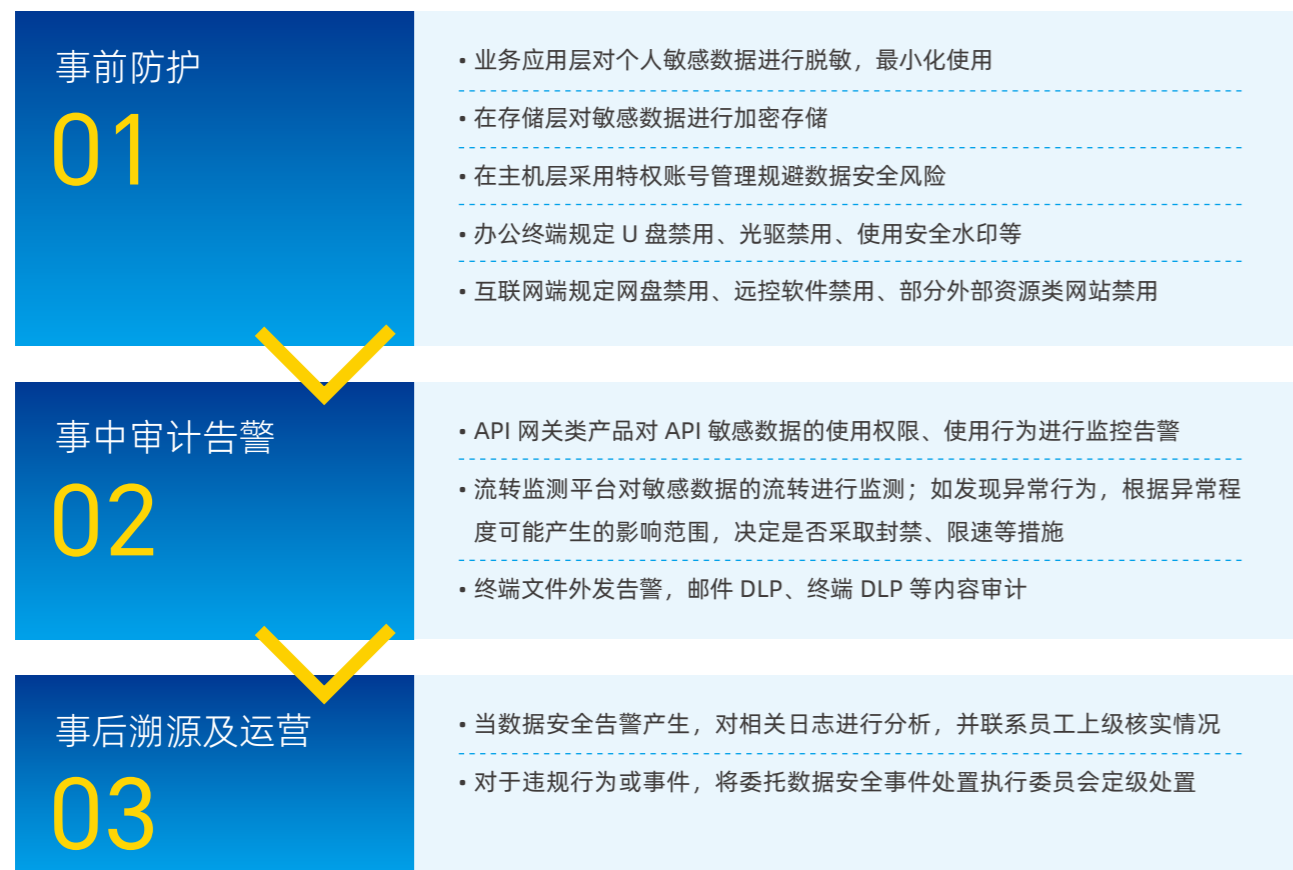 事前防护
01
• 业务应用层对个人敏感数据进行脱敏，最小化使用
• 在存储层对敏感数据进行加密存储
• 在主机层采用特权账号管理规避数据安全风险
• 办公终端规定 U 盘禁用、光驱禁用、使用安全水印等
• 互联网端规定网盘禁用、远控软件禁用、部分外部资源类网站禁用
事中审计告警
02
• API 网关类产品对 API 敏感数据的使用权限、使用行为进行监控告警
• 流转监测平台对敏感数据的流转进行监测；如发现异常行为，根据异常程
度可能产生的影响范围，决定是否采取封禁、限速等措施
• 终端文件外发告警，邮件 DLP、终端 DLP 等内容审计
事后溯源及运营
03
• 当数据安全告警产生，对相关日志进行分析，并联系员工上级核实情况
• 对于违规行为或事件，将委托数据安全事件处置执行委员会定级处置